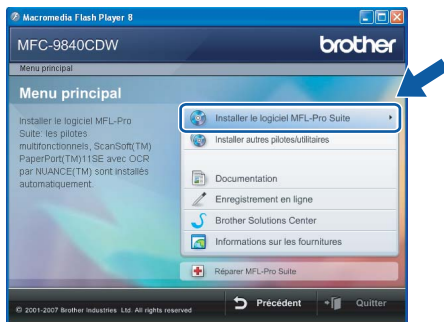 Macromedia Flash Player 8
MFC-9840CDW
brother
Menu principal
Menu principal
Installer le logiciel MFL-Pro
Suite: les pilotes
multifonctionnels, ScanSoft(TM)
PaperPort(TM)11SE avec OCR
par NUANCE(TM) sont installés
automatiquement.
Installer le logiciel MFL-Pro Suite
Installer autres pilotes/utilitaires
Documentation
Enregistrement en ligne
Brother Solutions Center
Informations sur les fournitures
Réparer MFL-Pro Suite
© 2001-2007 Brother Industries Ltd. All rights reserved
Précédent
Quitter